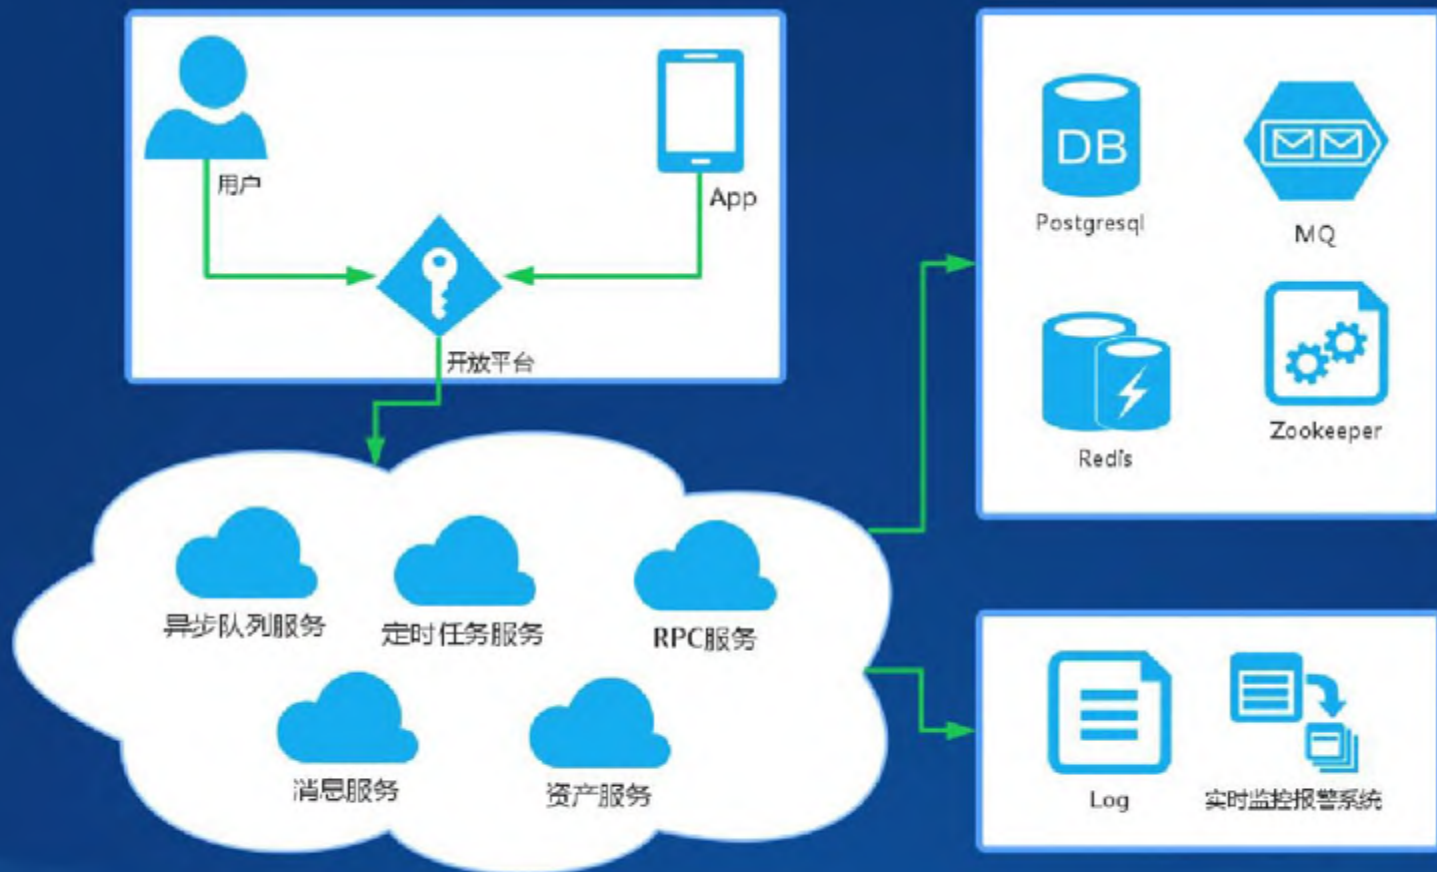 用户
App
开放平台
DB
Postgresql
MQ
Redis
Zookeeper
异步队列服务
定时任务服务
RPC服务
消息服务
资产服务
Log
实时监控报警系统